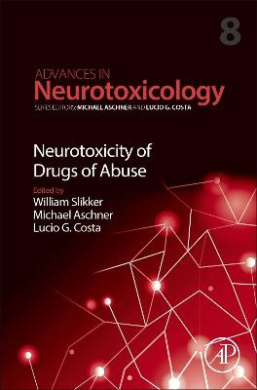 8
ADVANCES IN
Neurotoxicology
SERIES EDITORS MICHAEL ASCHNER AND LUCIO G. COSTA
Neurotoxicity of
Drugs of Abuse
Edited by
William Slikker
Michael Aschner
Lucio G. Costa
AP